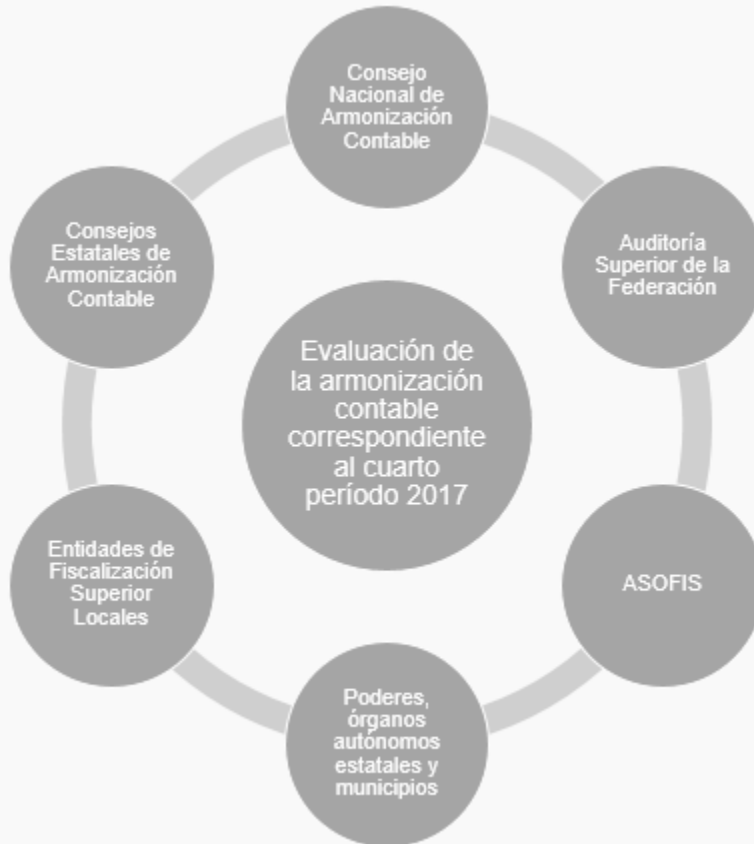 Consejo
Nacional de
Armonización
Contable
Auditoría
Superior de la
Federación
ASOFIS
Poderes,
órganos
autónomos
estatales y
municipios
Entidades de
Fiscalización
Superior
Locales
Consejos
Estatales de
Armonización
Contable
Evaluación de
la armonización
contable
correspondiente
al cuarto
período 2017